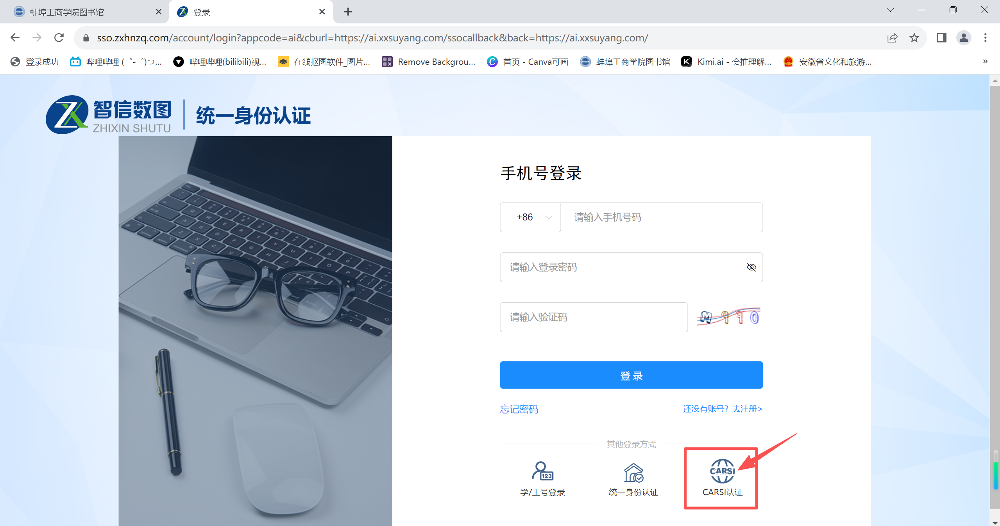 蚌埠工商学院图书馆
登录
sso.zxhnzq.com/account/login?appcode=ai&cburl=https://ai.xxsuyang.com/ssocallback&back=https://ai.xxsuyang.com/
登录成功 哔哩哔哩 (゜-゜)つ... 哔哩哔哩(bilibili)视... 在线抠图软件_图片... Remove Backgrou... 首页 - Canva可画 蚌埠工商学院图书馆 Kimi.ai - 会推理解... 安徽省文化和旅游... »
智信数图
ZHIXIN SHUTU
统一身份认证
手机号登录
+86 请输入手机号码
请输入登录密码
请输入验证码
登 录
忘记密码 还没有账号？去注册>
其他登录方式
123
CARSI
学/工号登录 统一身份认证 CARSI认证